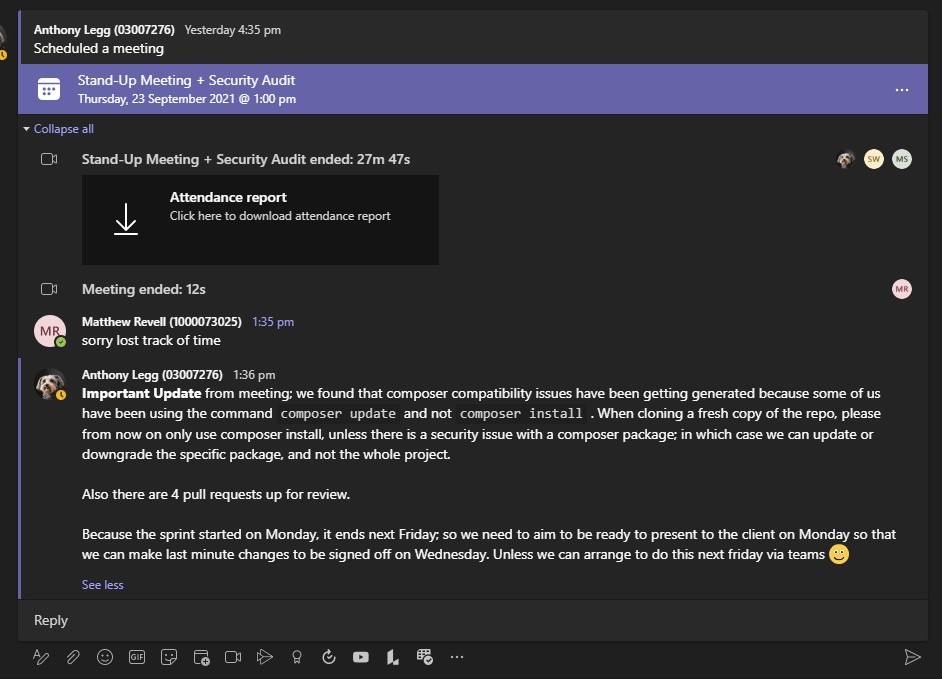 Anthony Legg (03007276) Yesterday 4:35 pm
Scheduled a meeting
Stand-Up Meeting + Security Audit
Thursday, 23 September 2021 @ 1:00 pm
Collapse all
Stand-Up Meeting + Security Audit ended: 27m 47s
SW MS
Attendance report
Click here to download attendance report
Meeting ended: 12s
MR
MR
Matthew Revell (1000073025) 1:35 pm
sorry lost track of time
Anthony Legg (03007276) 1:36 pm
Important Update from meeting; we found that composer compatibility issues have been getting generated because some of us
have been using the command composer update and not composer install . When cloning a fresh copy of the repo, please
from now on only use composer install, unless there is a security issue with a composer package; in which case we can update or
downgrade the specific package, and not the whole project.
Also there are 4 pull requests up for review.
Because the sprint started on Monday, it ends next Friday; so we need to aim to be ready to present to the client on Monday so that
we can make last minute changes to be signed off on Wednesday. Unless we can arrange to do this next friday via teams
See less
Reply
GIF